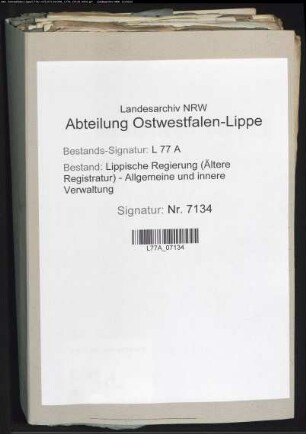 Landesarchiv NRW
Abteilung Ostwestfalen-Lippe
Bestands-Signatur: L 77 A
Bestand: Lippische Regierung (Ältere
Registratur) - Allgemeine und innere
Verwaltung
Signatur: Nr. 7134
L77A_07134